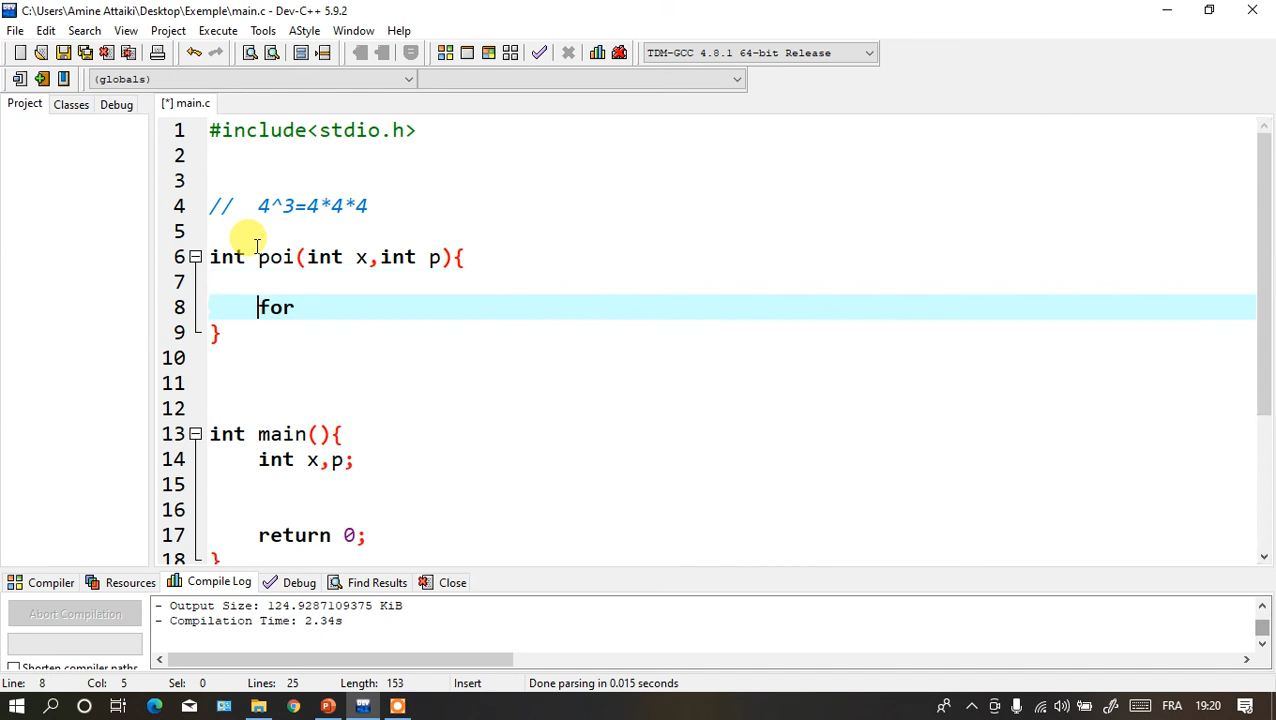 C:\Users\Amine Attaiki\Desktop\Exemple\main.c - Dev-C++ 5.9.2
File Edit Search View Project Execute Tools AStyle Window Help
TDM-GCC 4.8.1 64-bit Release
(globals)
Project Classes Debug [*] main.c
1 #include<stdio.h>
2
3
4 // 4^3=4*4*4
5
6 int poi(int x,int p){
7
8 for
9 }
10
11
12
13 int main(){
14 int x,p;
15
16
17 return 0;
18 }
Compiler Resources Compile Log Debug Find Results Close
Abort Compilation
- Output Size: 124.9287109375 KiB
- Compilation Time: 2.34s
Shorten compiler paths
Line: 8 Col: 5 Sel: 0 Lines: 25 Length: 153 Insert Done parsing in 0.015 seconds
FRA 19:20